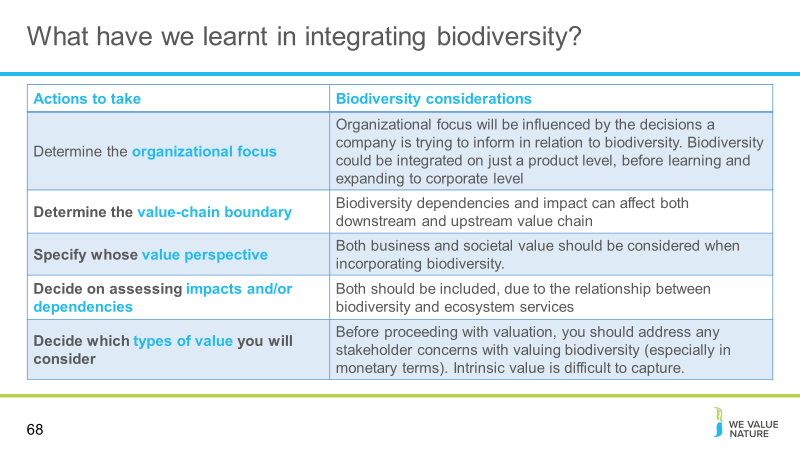 What have we learnt in integrating biodiversity?
Actions to take
Biodiversity considerations
Determine the organizational focus
Organizational focus will be influenced by the decisions a
company is trying to inform in relation to biodiversity. Biodiversity
could be integrated on just a product level, before learning and
expanding to corporate level
Determine the value-chain boundary
Biodiversity dependencies and impact can affect both
downstream and upstream value chain
Specify whose value perspective
Both business and societal value should be considered when
incorporating biodiversity.
Decide on assessing impacts and/or
dependencies
Both should be included, due to the relationship between
biodiversity and ecosystem services
Decide which types of value you will
consider
Before proceeding with valuation, you should address any
stakeholder concerns with valuing biodiversity (especially in
monetary terms). Intrinsic value is difficult to capture.
68
WE VALUE
NATURE